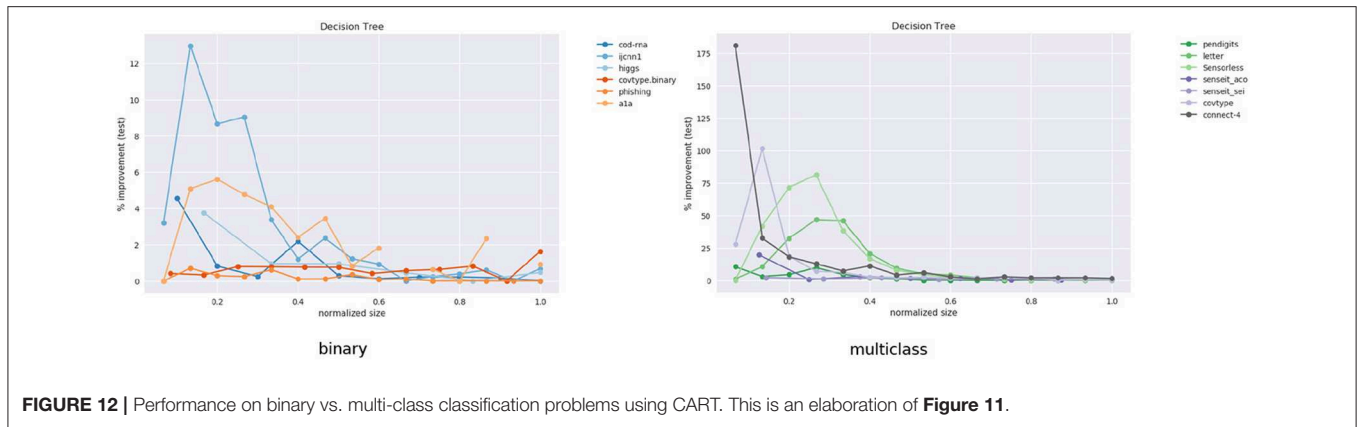 Decision Tree
% improvement (test)
12
10
8
6
4
2
0
0.2
0.4
0.6
0.8
1.0
normalized size
cod-rna
ijcnn1
higgs
covtype.binary
phishing
a1a
binary
Decision Tree
% improvement (test)
175
150
125
100
75
50
25
0
0.2
0.4
0.6
0.8
1.0
normalized size
pendigits
letter
Sensorless
senseit_aco
senseit_sei
covtype
connect-4
multiclass
FIGURE 12 | Performance on binary vs. multi-class classification problems using CART. This is an elaboration of Figure 11.